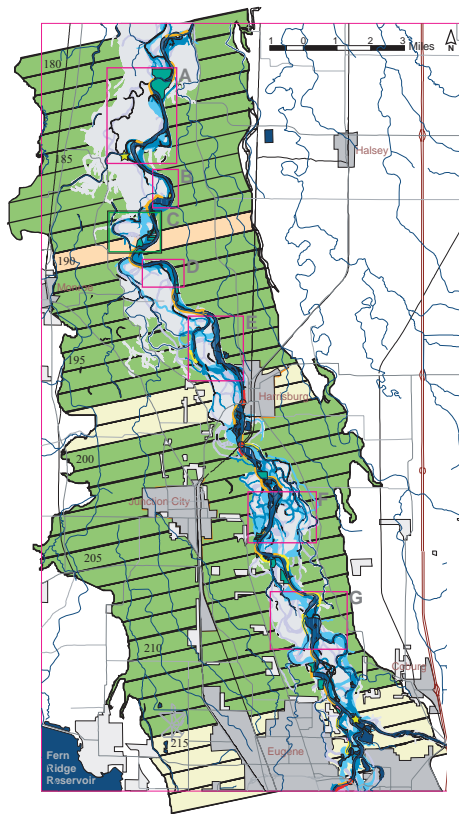 180
A
1 0 1 2 3 Miles
N
185
Halsey
B
C
190
D
Monroe
E
195
Harrisburg
200
Junction City
F
205
G
210
Coburg
215
Eugene
Fern
Ridge
Reservoir